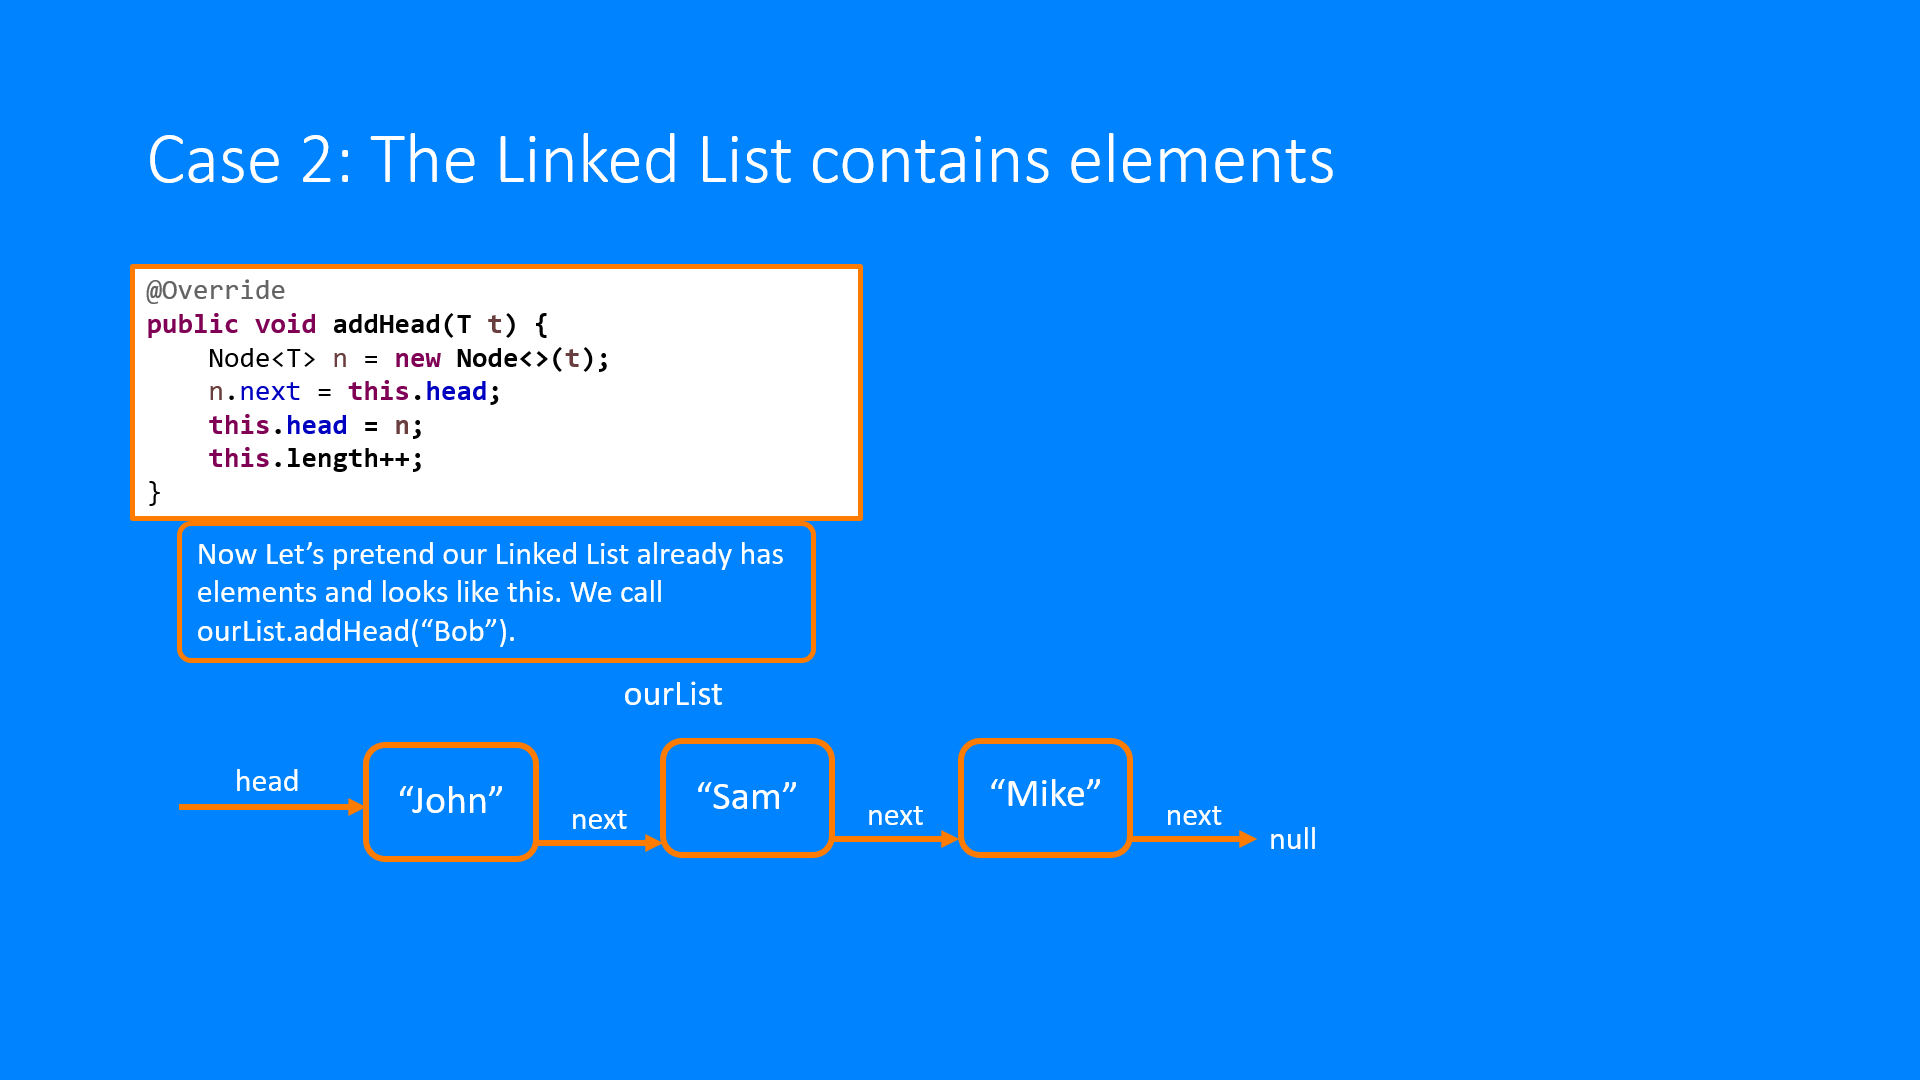 Case 2: The Linked List contains elements
@Override
public void addHead(T t) {
    Node<T> n = new Node<>(t);
    n.next = this.head;
    this.head = n;
    this.length++;
}
Now Let’s pretend our Linked List already has
elements and looks like this. We call
ourList.addHead(“Bob”).
ourList
head
“John”
next
“Sam”
next
“Mike”
next
null